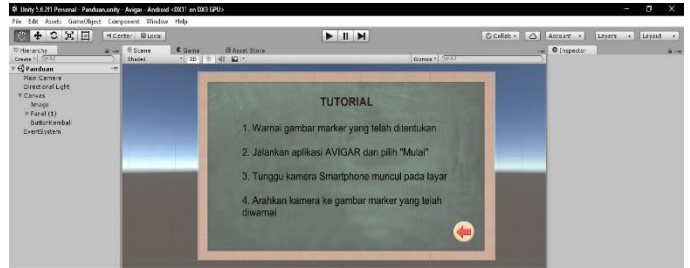 Unity 5.6.2f1 Personal - Panduan.unity - Avigar - Android <DX11 on DX9 GPU>
File Edit Assets GameObject Component Window Help
Center Local Collab Account Layers Layout
Hierarchy Scene Game Asset Store Inspector
Create Shaded 2D Gizmos
Panduan
Main Camera
Directional Light
Canvas
Image
Panel (1)
ButtonKembali
EventSystem
TUTORIAL
1. Warnai gambar marker yang telah ditentukan
2. Jalankan aplikasi AVIGAR dan pilih "Mulai"
3. Tunggu kamera Smartphone muncul pada layar
4. Arahkan kamera ke gambar marker yang telah
diwarnai